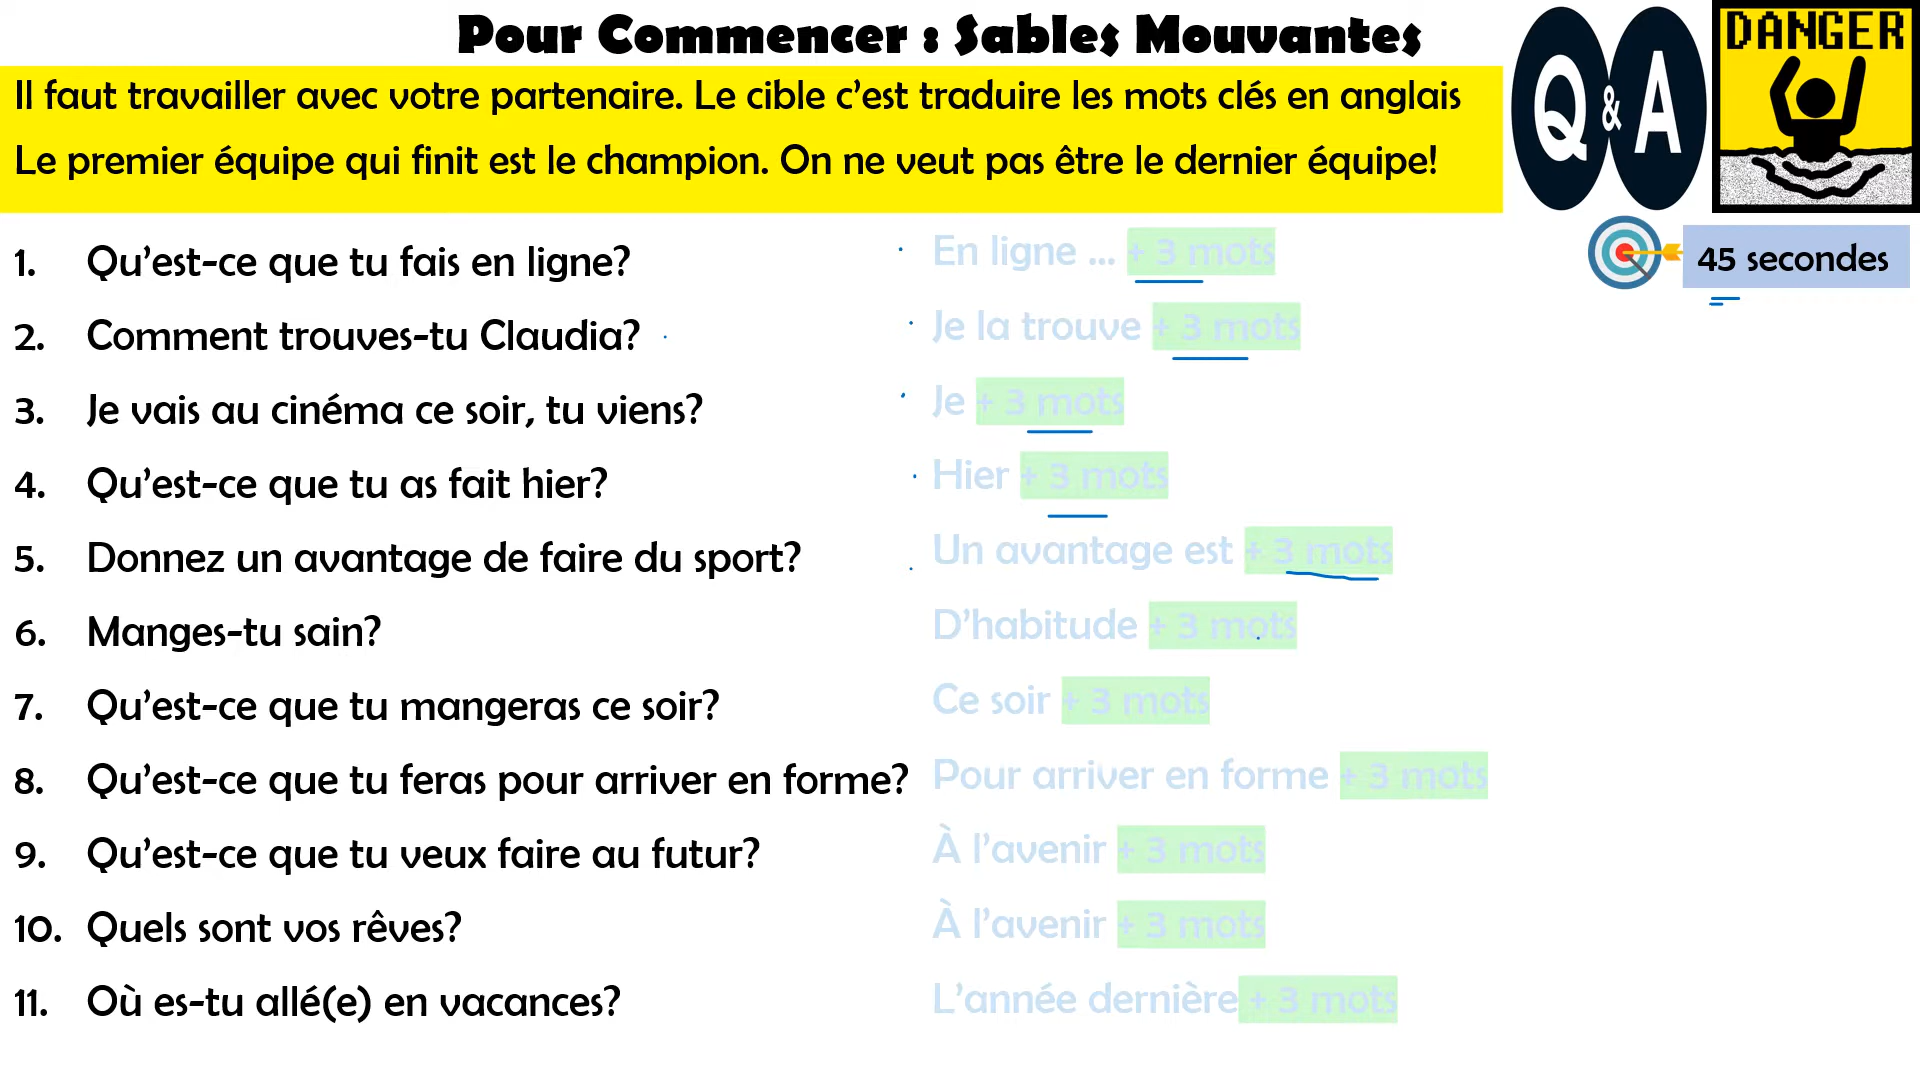 Pour Commencer : Sables Mouvantes
Il faut travailler avec votre partenaire. Le cible c’est traduire les mots clés en anglais
Le premier équipe qui finit est le champion. On ne veut pas être le dernier équipe!
Q & A
DANGER
45 secondes
1. Qu’est-ce que tu fais en ligne? En ligne ... + 3 mots
2. Comment trouves-tu Claudia? Je la trouve + 3 mots
3. Je vais au cinéma ce soir, tu viens? Je + 3 mots
4. Qu’est-ce que tu as fait hier? Hier + 3 mots
5. Donnez un avantage de faire du sport? Un avantage est + 3 mots
6. Manges-tu sain? D’habitude + 3 mots
7. Qu’est-ce que tu mangeras ce soir? Ce soir + 3 mots
8. Qu’est-ce que tu feras pour arriver en forme? Pour arriver en forme + 3 mots
9. Qu’est-ce que tu veux faire au futur? À l’avenir + 3 mots
10. Quels sont vos rêves? À l’avenir + 3 mots
11. Où es-tu allé(e) en vacances? L’année dernière + 3 mots